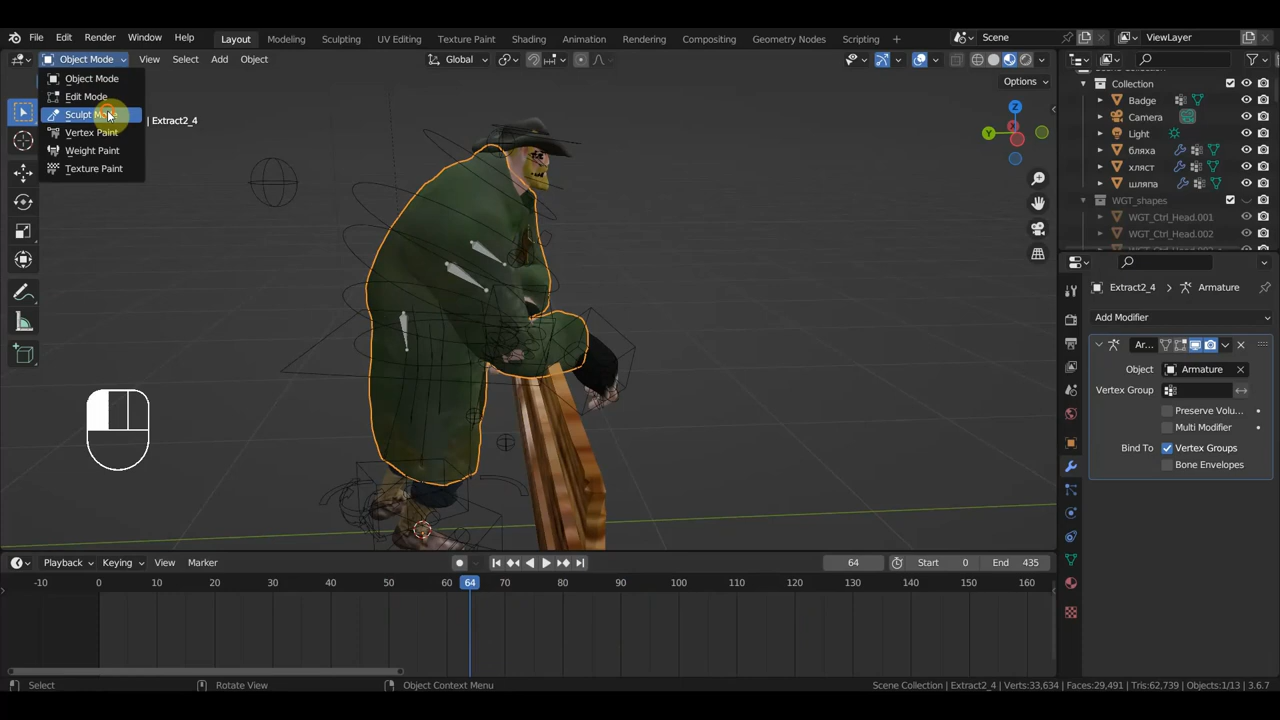 File Edit Render Window Help Layout Modeling Sculpting UV Editing Texture Paint Shading Animation Rendering Compositing Geometry Nodes Scripting Scene ViewLayer
Object Mode View Select Add Object Global
Options
Object Mode
Edit Mode
Sculpt Mo
Vertex Paint
Weight Paint
Texture Paint
| Extract2_4
X
Y
Z
Collection
Badge
Camera
Light
бляха
хляст
шляпа
WGT_shapes
WGT_Ctrl_Head.001
WGT_Ctrl_Head.002
Extract2_4 > Armature
Add Modifier
Ar...
Object Armature
Vertex Group
Preserve Volu...
Multi Modifier
Bind To Vertex Groups
Bone Envelopes
Playback Keying View Marker 64 Start 0 End 435
-10 0 10 20 30 40 50 64 70 80 90 100 110 120 130 140 150 160
Select Rotate View Object Context Menu Scene Collection | Extract2_4 | Verts:33,634 | Faces:29,491 | Tris:62,739 | Objects:1/13 | 3.6.7